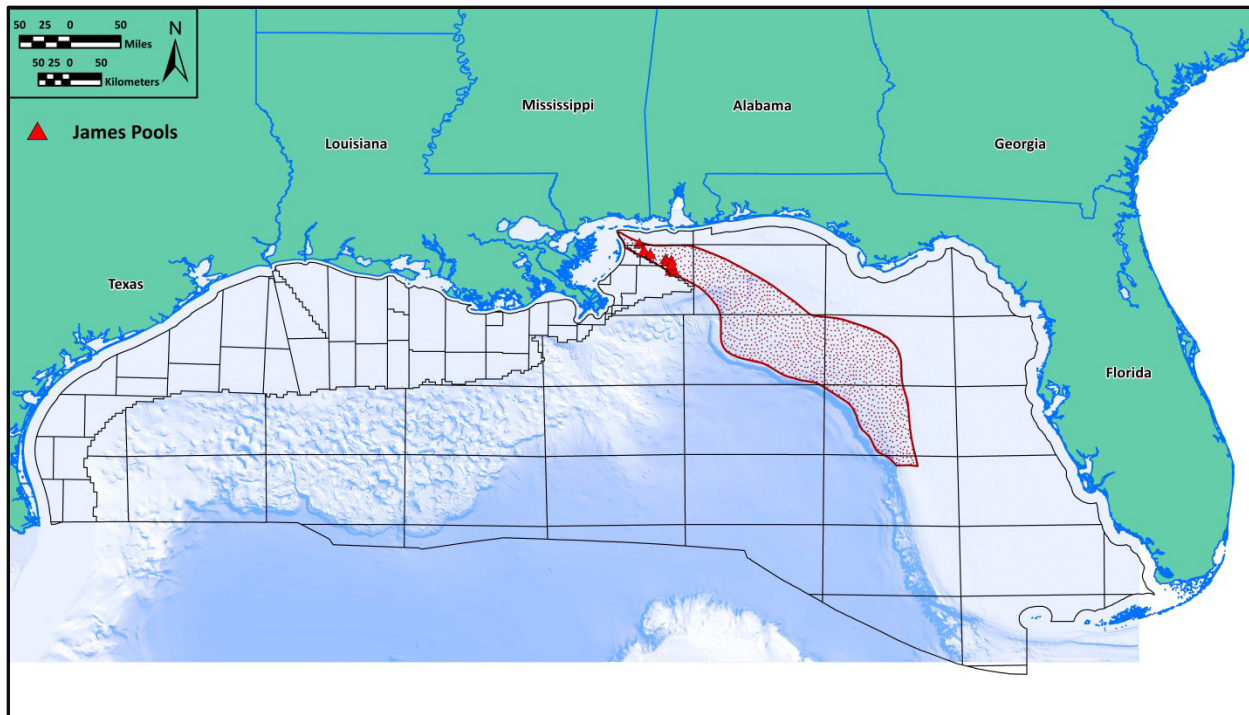 50 25 0 50
Miles
N
50 25 0 50
Kilometers
James Pools
Mississippi
Alabama
Louisiana
Georgia
Texas
Florida